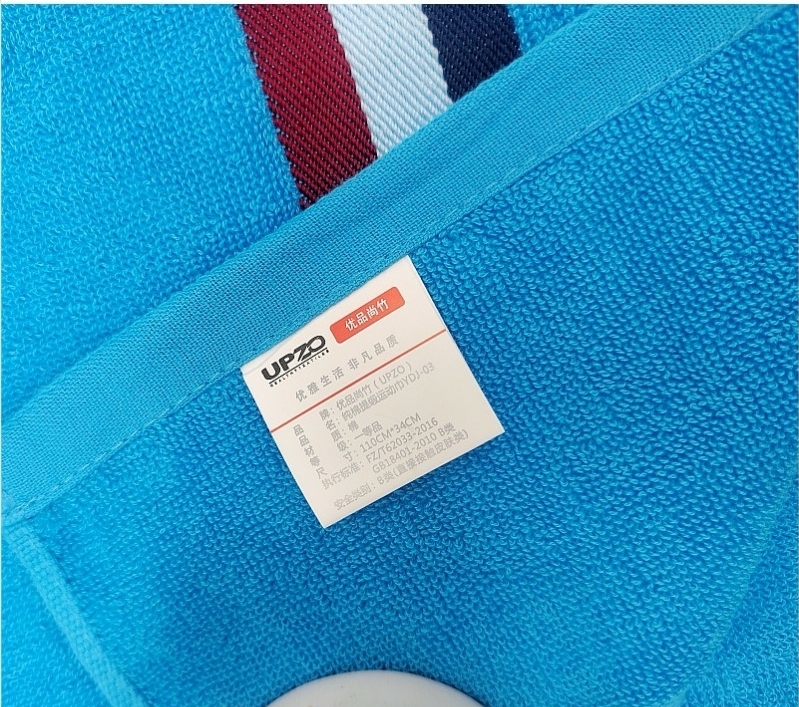 UPZO 优品尚竹
HEALTHTEXTILES
优雅生活 非凡品质
品 牌：优品尚竹（UPZO）
品 名：纯棉提缎运动巾YDJ-03
材 质：棉
等 级：一等品
尺 寸：110CM*34CM
执行标准：FZ/T62033-2016
GB18401-2010 B类
安全类别：B类(直接接触皮肤类)